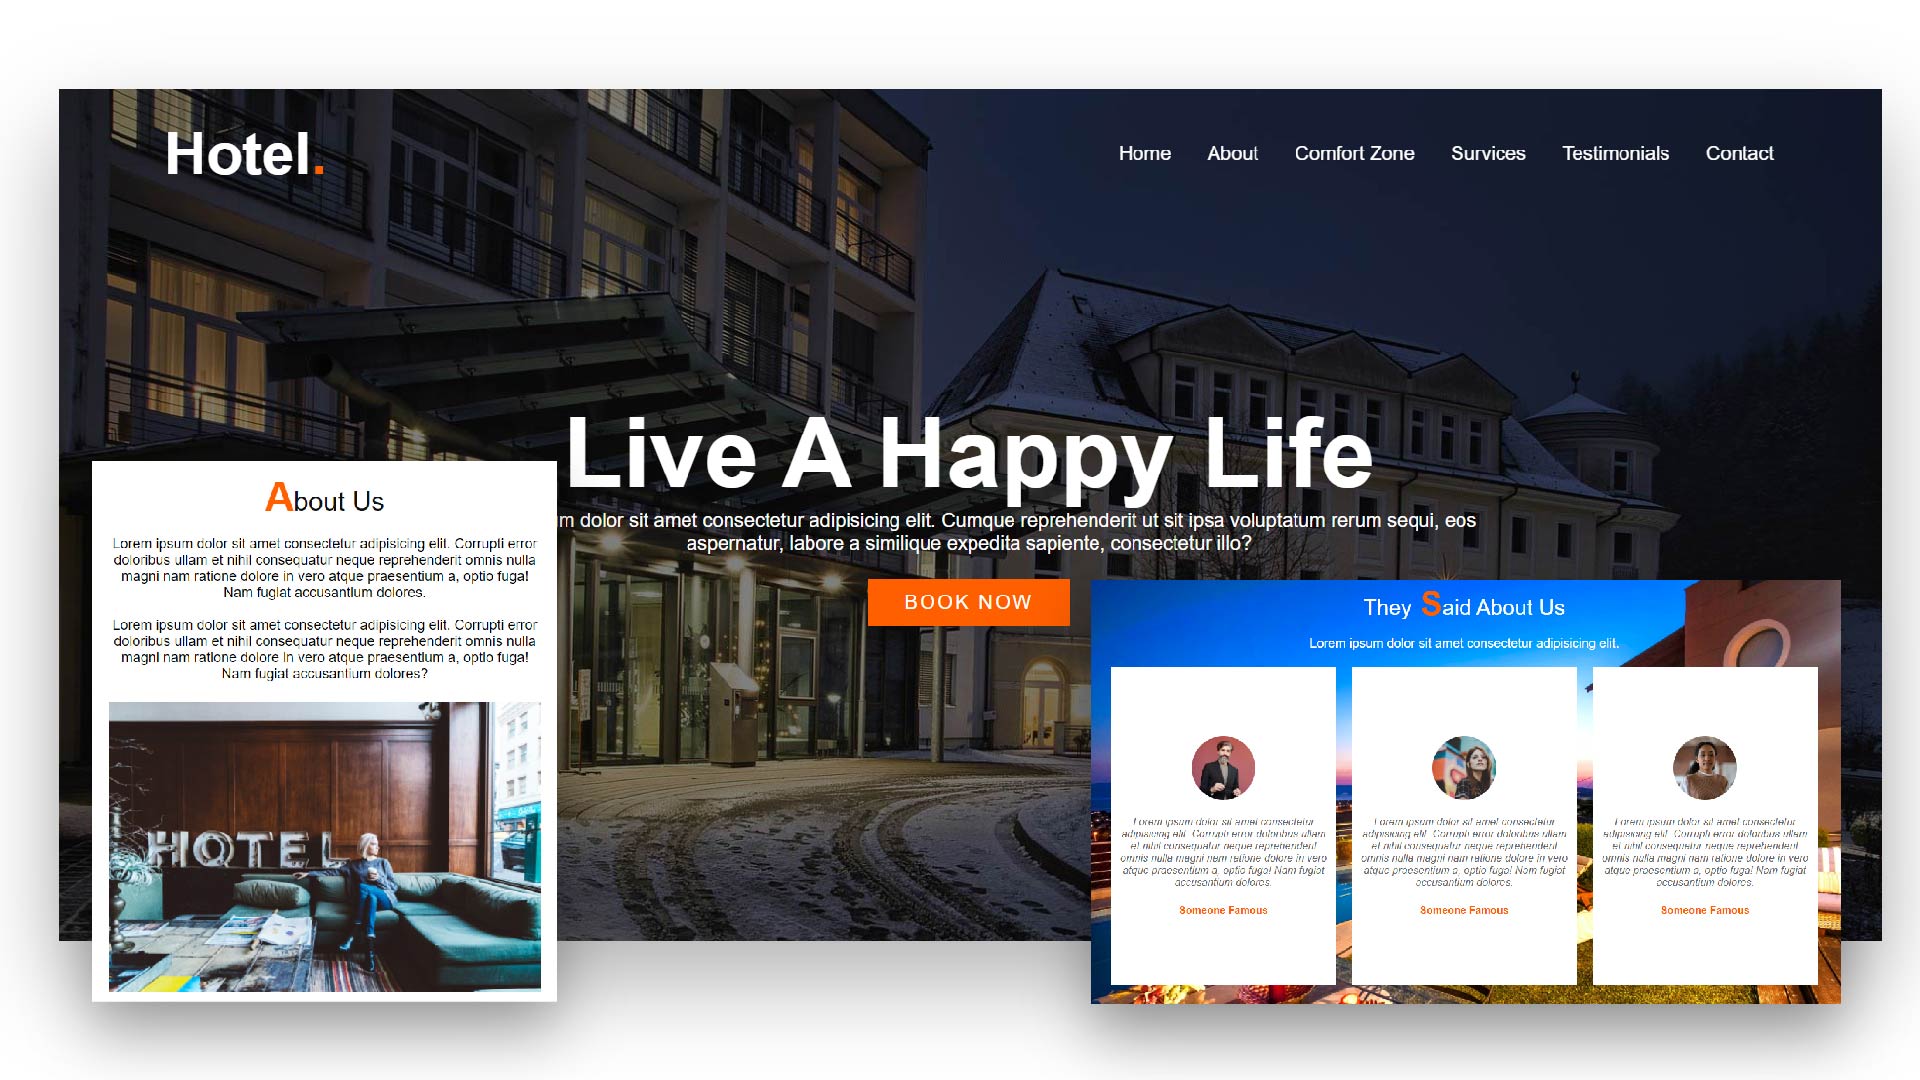 Hotel.
Home About Comfort Zone Survices Testimonials Contact
Live A Happy Life
dolor sit amet consectetur adipisicing elit. Cumque reprehenderit ut sit ipsa voluptatum rerum sequi, eos
aspernatur, labore a similique expedita sapiente, consectetur illo?
BOOK NOW
About Us
Lorem ipsum dolor sit amet consectetur adipisicing elit. Corrupti error
doloribus ullam et nihil consequatur neque reprehenderit omnis nulla
magni nam ratione dolore in vero atque praesentium a, optio fuga!
Nam fugiat accusantium dolores.
Lorem ipsum dolor sit amet consectetur adipisicing elit. Corrupti error
doloribus ullam et nihil consequatur neque reprehenderit omnis nulla
magni nam ratione dolore in vero atque praesentium a, optio fuga!
Nam fugiat accusantium dolores?
HOTEL
They Said About Us
Lorem ipsum dolor sit amet consectetur adipisicing elit.
Lorem ipsum dolor sit amet consectetur
adipisicing elit. Corrupti error doloribus ullam
et nihil consequatur neque reprehenderit
omnis nulla magni nam ratione dolore in vero
atque praesentium a, optio fuga! Nam fugiat
accusantium dolores.
Someone Famous
Lorem ipsum dolor sit amet consectetur
adipisicing elit. Corrupti error doloribus ullam
et nihil consequatur neque reprehenderit
omnis nulla magni nam ratione dolore in vero
atque praesentium a, optio fuga! Nam fugiat
accusantium dolores.
Someone Famous
Lorem ipsum dolor sit amet consectetur
adipisicing elit. Corrupti error doloribus ullam
et nihil consequatur neque reprehenderit
omnis nulla magni nam ratione dolore in vero
atque praesentium a, optio fuga! Nam fugiat
accusantium dolores.
Someone Famous